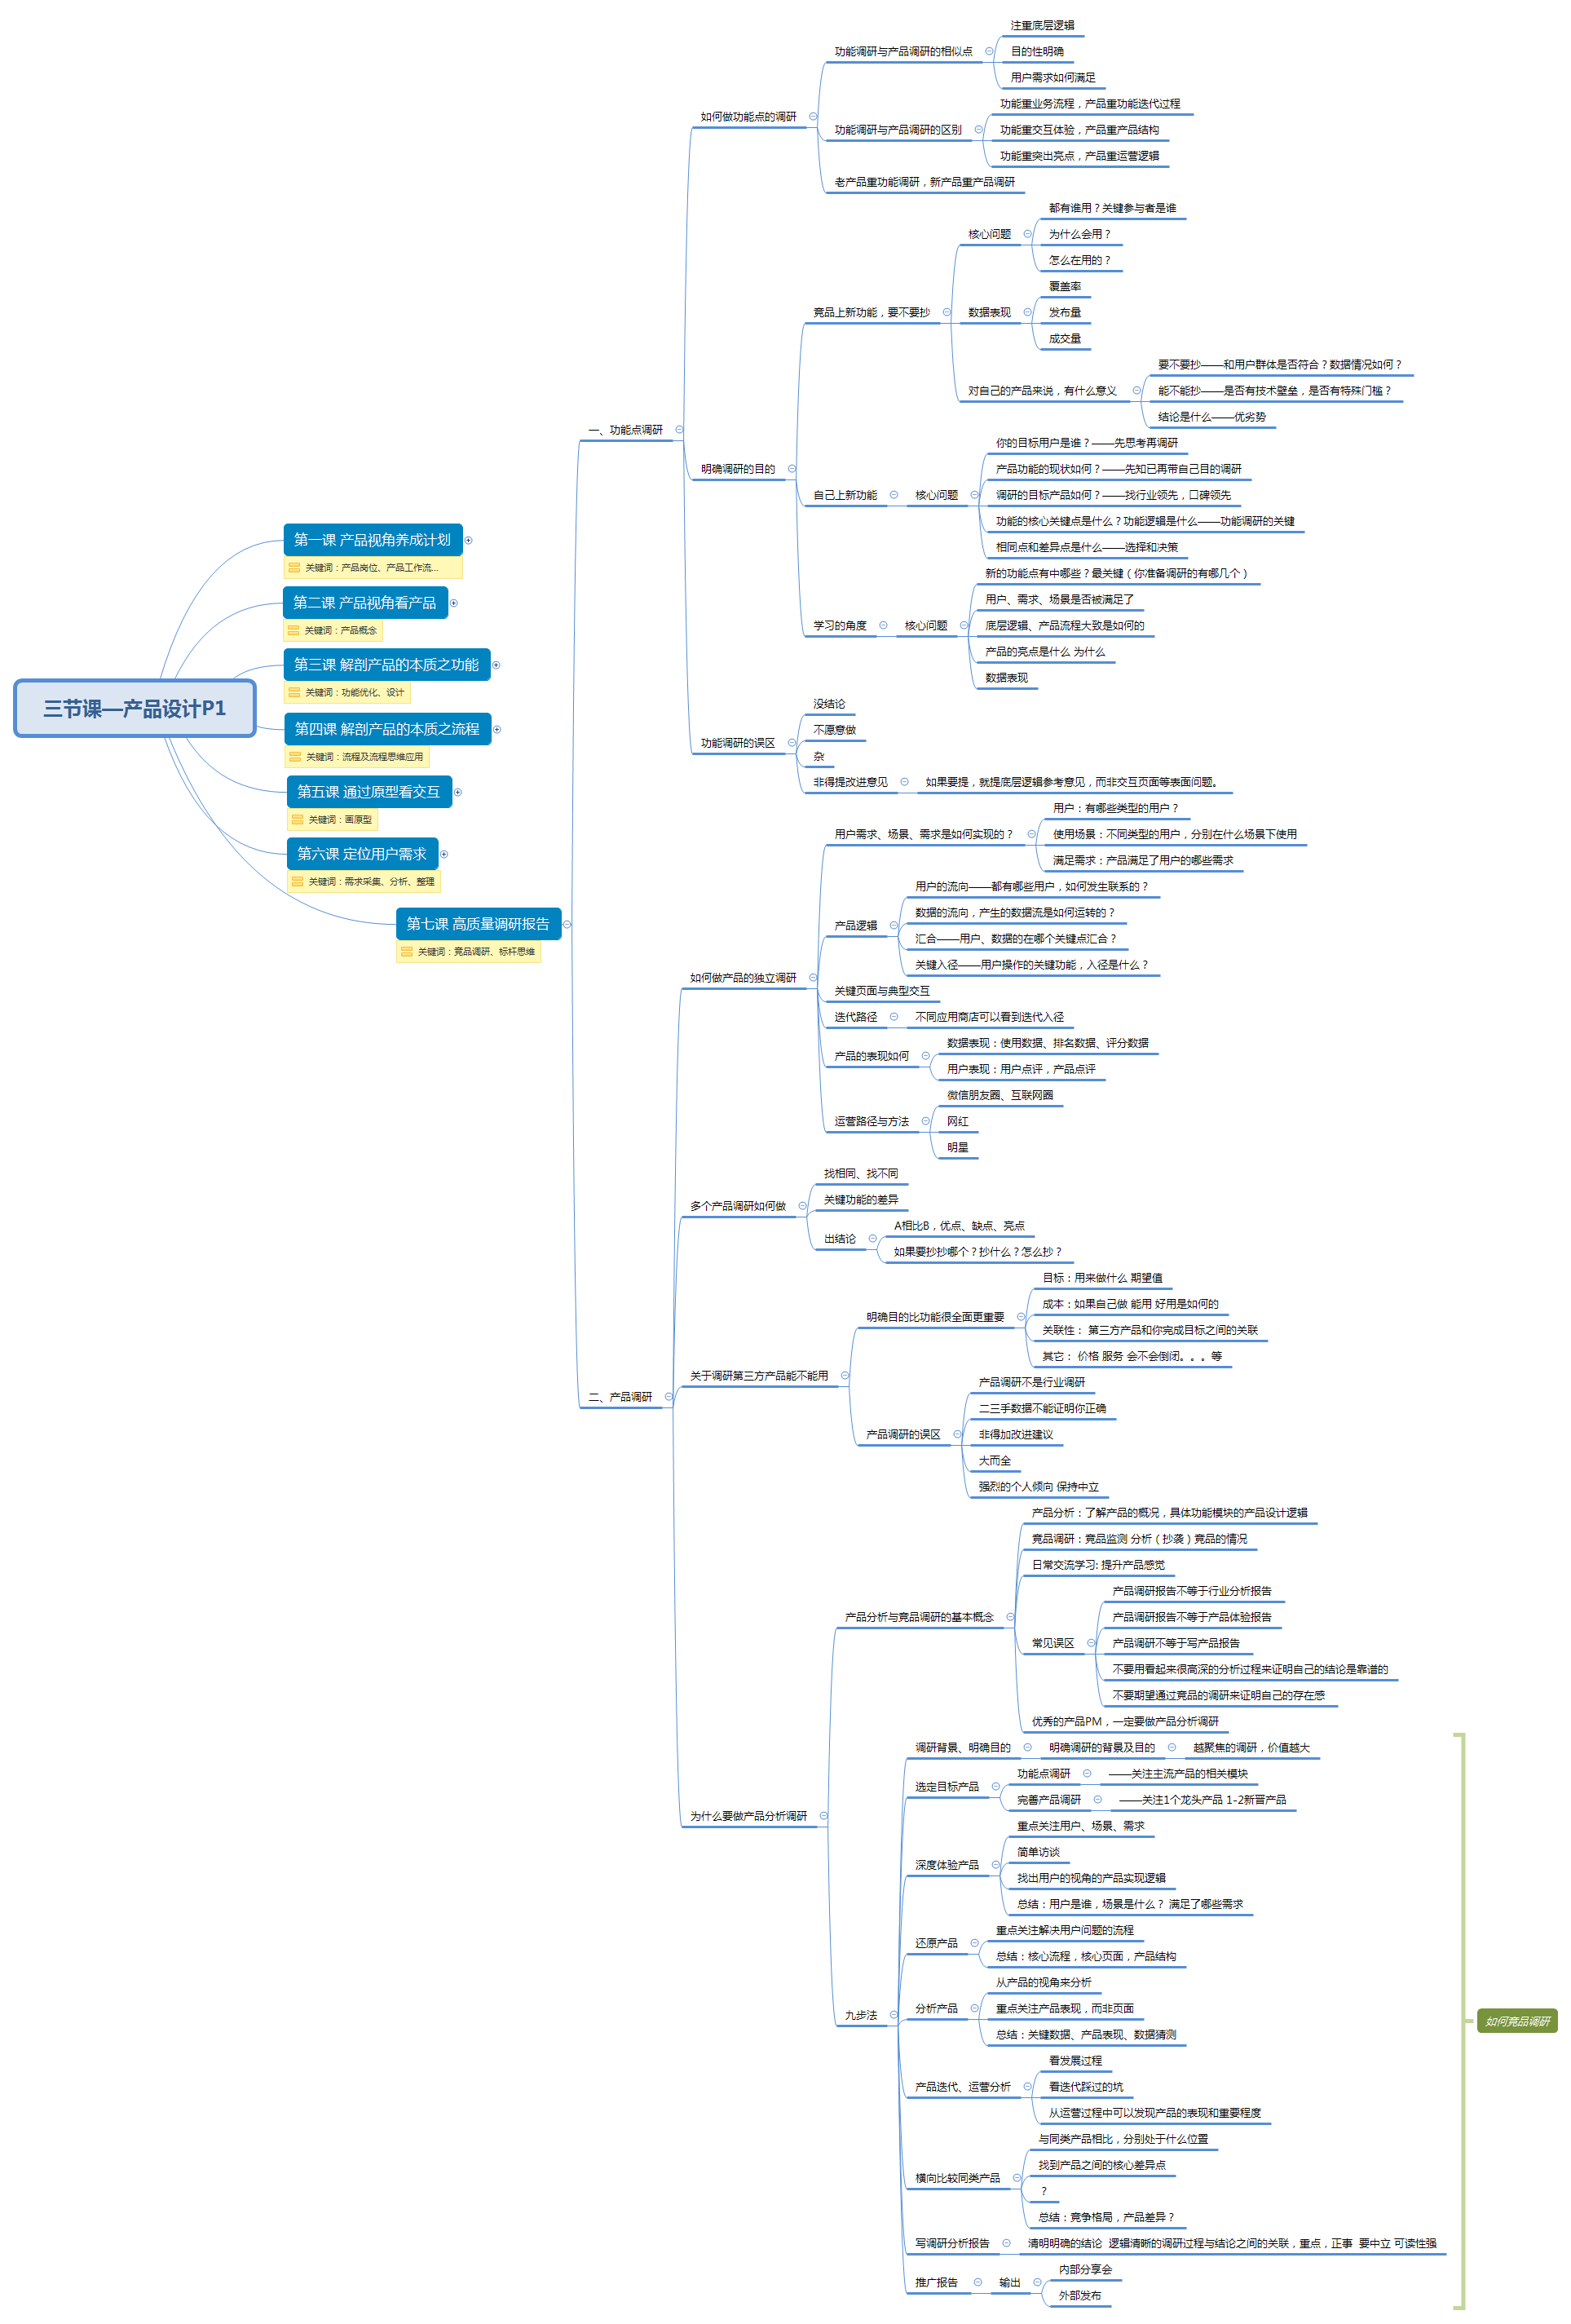 三节课—产品设计P1
第一课 产品视角养成计划
关键词：产品岗位、产品工作流...
第二课 产品视角看产品
关键词：产品概念
第三课 解剖产品的本质之功能
关键词：功能优化、设计
第四课 解剖产品的本质之流程
关键词：流程及流程思维应用
第五课 通过原型看交互
关键词：画原型
第六课 定位用户需求
关键词：需求采集、分析、整理
第七课 高质量调研报告
关键词：竞品调研、标杆思维
一、功能点调研
如何做功能点的调研
功能调研与产品调研的相似点
注重底层逻辑
目的性明确
用户需求如何满足
功能调研与产品调研的区别
功能重业务流程，产品重功能迭代过程
功能重交互体验，产品重产品结构
功能重突出亮点，产品重运营逻辑
老产品重功能调研，新产品重产品调研
明确调研的目的
竞品上新功能，要不要抄
核心问题
都有谁用？关键参与者是谁
为什么会用？
怎么在用的？
数据表现
覆盖率
发布量
成交量
对自己的产品来说，有什么意义
要不要抄——和用户群体是否符合？数据情况如何？
能不能抄——是否有技术壁垒，是否有特殊门槛？
结论是什么——优劣势
自己上新功能
核心问题
你的目标用户是谁？——先思考再调研
产品功能的现状如何？——先知己再带自己目的调研
调研的目标产品如何？——找行业领先，口碑领先
功能的核心关键点是什么？功能逻辑是什么——功能调研的关键
相同点和差异点是什么——选择和决策
学习的角度
核心问题
新的功能点有中哪些？最关键（你准备调研的有哪几个）
用户、需求、场景是否被满足了
底层逻辑、产品流程大致是如何的
产品的亮点是什么 为什么
数据表现
功能调研的误区
没结论
不愿意做
杂
非得提改进意见
如果要提，就提底层逻辑参考意见，而非交互页面等表面问题。
二、产品调研
如何做产品的独立调研
用户需求、场景、需求是如何实现的？
用户：有哪些类型的用户？
使用场景：不同类型的用户，分别在什么场景下使用
满足需求：产品满足了用户的哪些需求
产品逻辑
用户的流向——都有哪些用户，如何发生联系的？
数据的流向，产生的数据流是如何运转的？
汇合——用户、数据的在哪个关键点汇合？
关键入径——用户操作的关键功能，入径是什么？
关键页面与典型交互
迭代路径
不同应用商店可以看到迭代入径
产品的表现如何
数据表现：使用数据、排名数据、评分数据
用户表现：用户点评，产品点评
运营路径与方法
微信朋友圈、互联网圈
网红
明星
多个产品调研如何做
找相同、找不同
关键功能的差异
出结论
A相比B，优点、缺点、亮点
如果要抄抄哪个？抄什么？怎么抄？
关于调研第三方产品能不能用
明确目的比功能很全面更重要
目标：用来做什么 期望值
成本：如果自己做 能用 好用是如何的
关联性： 第三方产品和你完成目标之间的关联
其它： 价格 服务 会不会倒闭。。。等
产品调研的误区
产品调研不是行业调研
二三手数据不能证明你正确
非得加改进建议
大而全
强烈的个人倾向 保持中立
为什么要做产品分析调研
产品分析与竞品调研的基本概念
产品分析：了解产品的概况，具体功能模块的产品设计逻辑
竞品调研：竞品监测 分析（抄袭）竞品的情况
日常交流学习: 提升产品感觉
常见误区
产品调研报告不等于行业分析报告
产品调研报告不等于产品体验报告
产品调研不等于写产品报告
不要用看起来很高深的分析过程来证明自己的结论是靠谱的
不要期望通过竞品的调研来证明自己的存在感
优秀的产品PM，一定要做产品分析调研
九步法
调研背景、明确目的
明确调研的背景及目的
越聚焦的调研，价值越大
选定目标产品
功能点调研
——关注主流产品的相关模块
完善产品调研
——关注1个龙头产品 1-2新晋产品
深度体验产品
重点关注用户、场景、需求
简单访谈
找出用户的视角的产品实现逻辑
总结：用户是谁，场景是什么？ 满足了哪些需求
还原产品
重点关注解决用户问题的流程
总结：核心流程，核心页面，产品结构
分析产品
从产品的视角来分析
重点关注产品表现，而非页面
总结：关键数据、产品表现、数据猜测
产品迭代、运营分析
看发展过程
看迭代踩过的坑
从运营过程中可以发现产品的表现和重要程度
横向比较同类产品
与同类产品相比，分别处于什么位置
找到产品之间的核心差异点
？
总结：竞争格局，产品差异？
写调研分析报告
清明明确的结论 逻辑清晰的调研过程与结论之间的关联，重点，正事 要中立 可读性强
推广报告
输出
内部分享会
外部发布
如何竞品调研